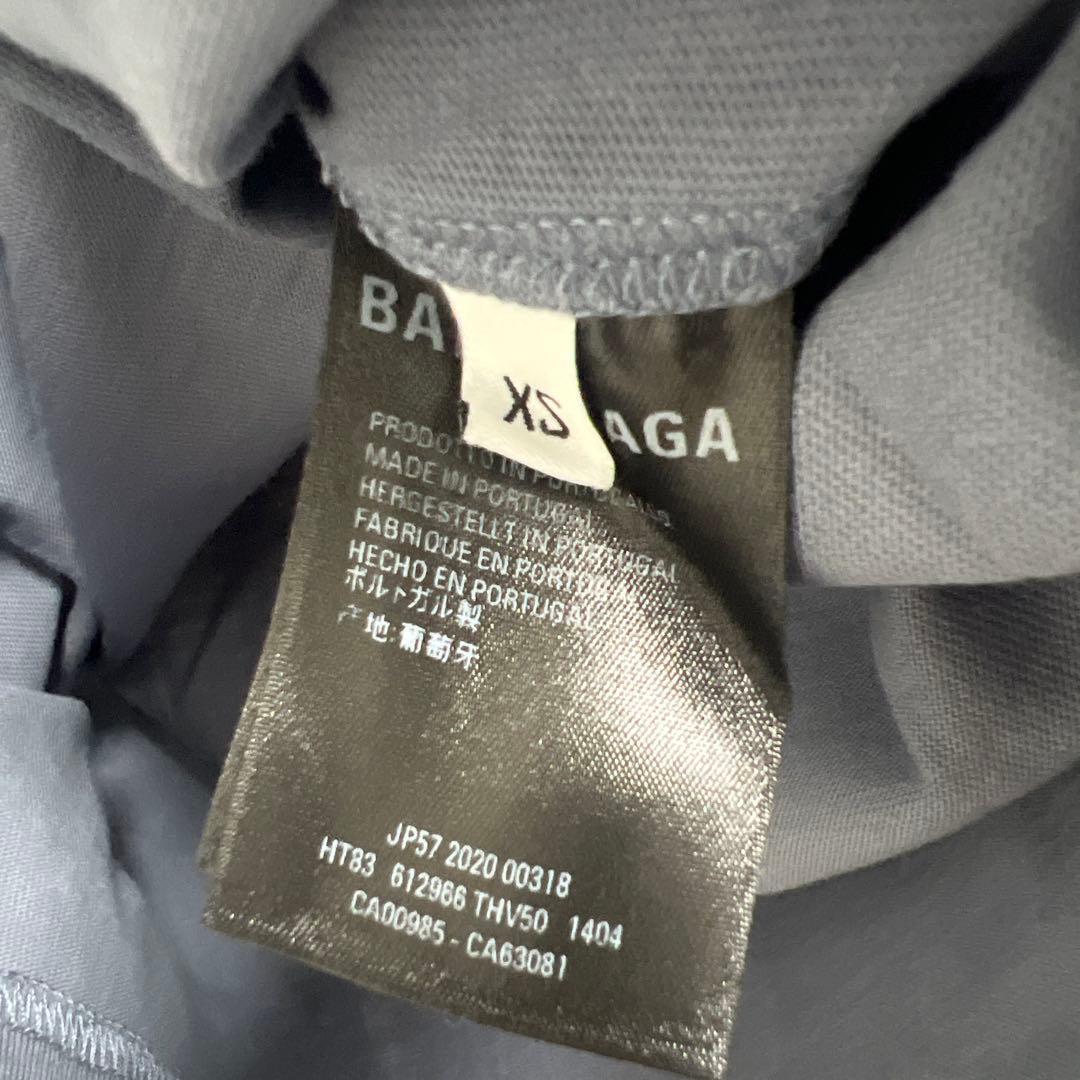 BA AGA
XS
PRODOTTO IN PORTOGALLO
MADE IN PORTUGAL
HERGESTELLT IN PORTUGAL
FABRIQUE EN PORTUGAL
HECHO EN PORTUGAL
ポルトガル製
产地:葡萄牙
JP57 2020 00318
HT83 612966 THV50 1404
CA00985 - CA63081